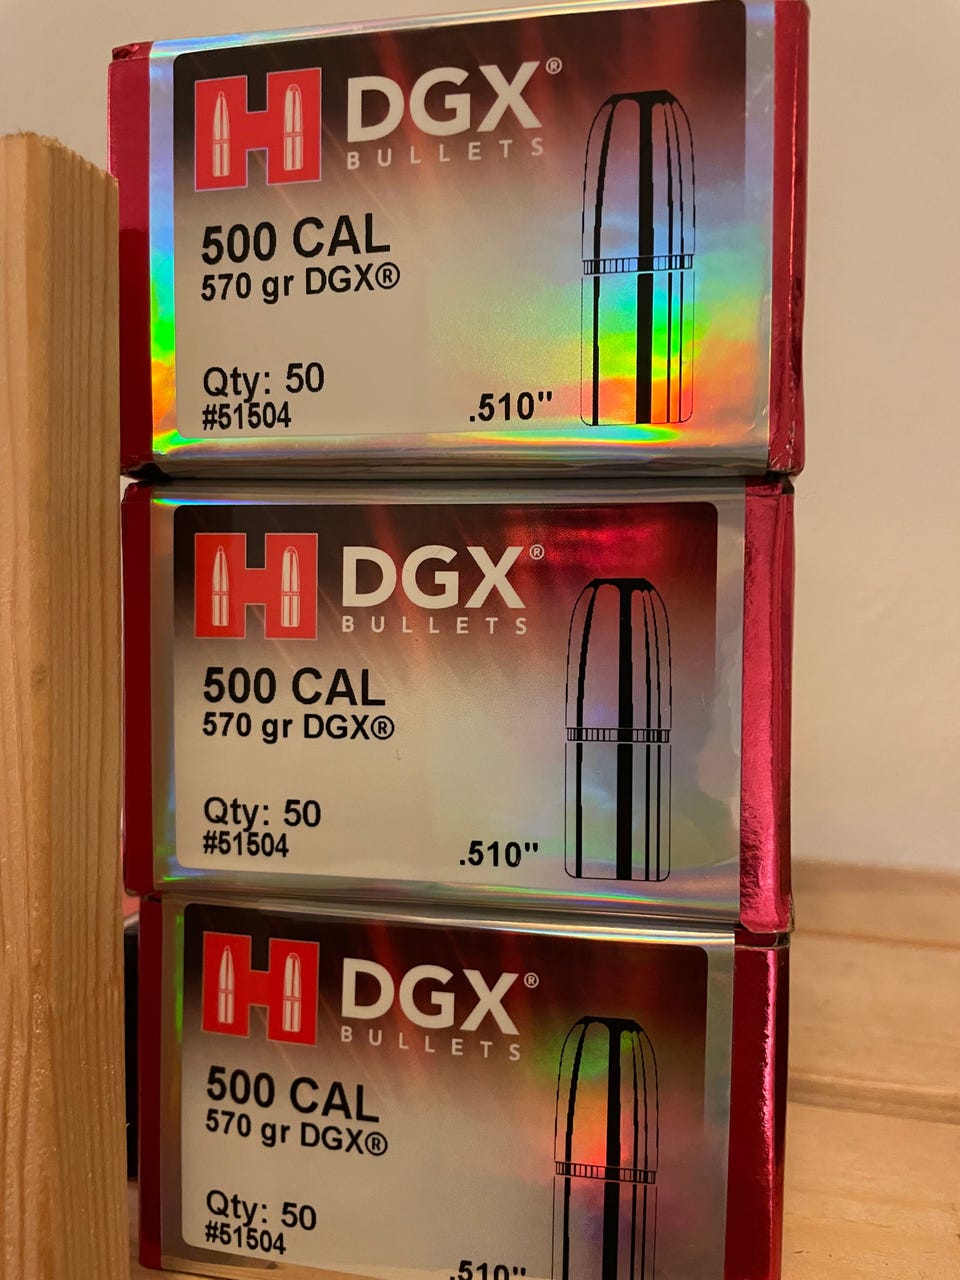 H DGX®
BULLETS
500 CAL
570 gr DGX®
Qty: 50
#51504
.510"
H DGX®
BULLETS
500 CAL
570 gr DGX®
Qty: 50
#51504
.510"
H DGX®
BULLETS
500 CAL
570 gr DGX®
Qty: 50
#51504
.510"